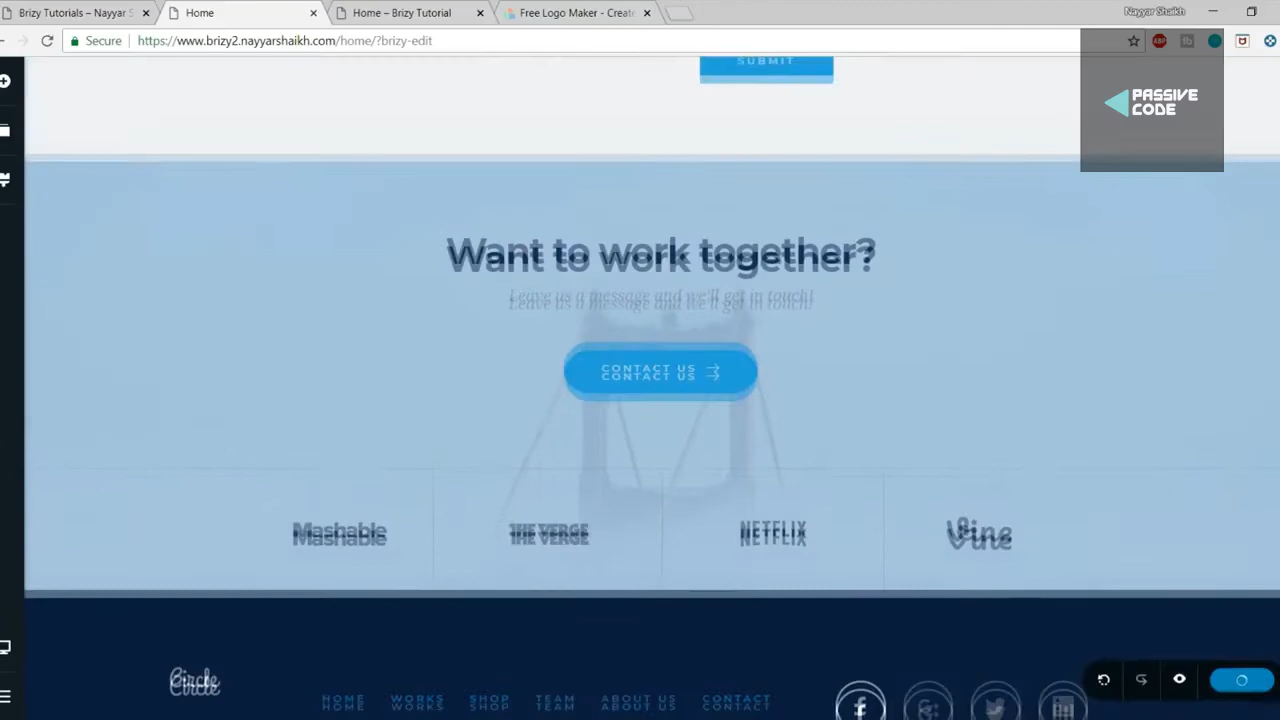 Brizy Tutorials – Nayyar S
Home
Home – Brizy Tutorial
Free Logo Maker - Create
Nayyar Shaikh
Secure
https://www.brizy2.nayyarshaikh.com/home/?brizy-edit
ABP
PASSIVE
CODE
SUBMIT
Want to work together?
Leave us a message and we'll get in touch!
CONTACT US
Mashable
THE VERGE
NETFLIX
Vine
Circle
HOME
WORKS
SHOP
TEAM
ABOUT US
CONTACT